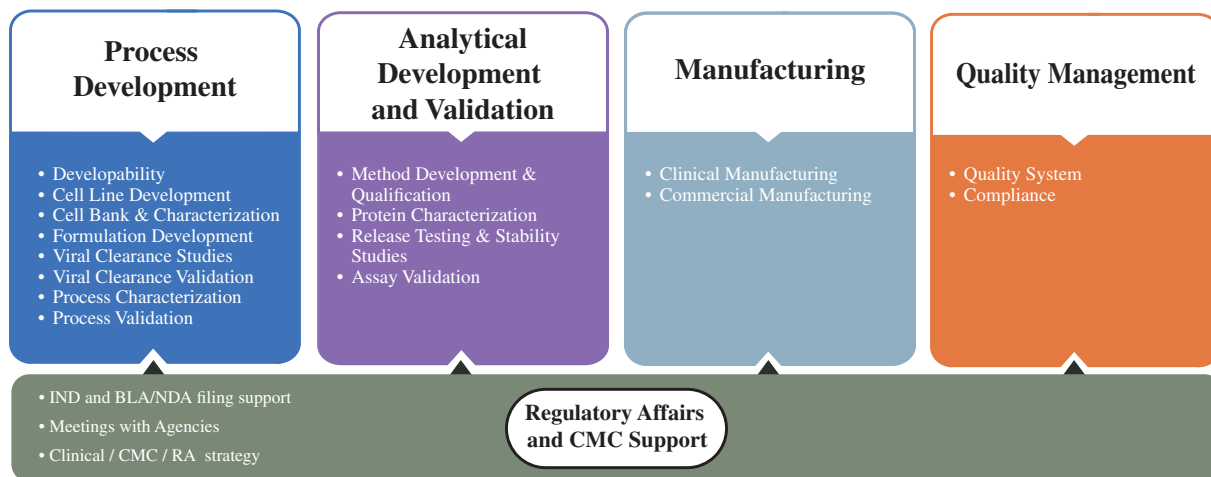 Process
Development
• Developability
• Cell Line Development
• Cell Bank & Characterization
• Formulation Development
• Viral Clearance Studies
• Viral Clearance Validation
• Process Characterization
• Process Validation
Analytical
Development
and Validation
• Method Development &
Qualification
• Protein Characterization
• Release Testing & Stability
Studies
• Assay Validation
Manufacturing
• Clinical Manufacturing
• Commercial Manufacturing
Quality Management
• Quality System
• Compliance
• IND and BLA/NDA filing support
• Meetings with Agencies
• Clinical / CMC / RA strategy
Regulatory Affairs
and CMC Support